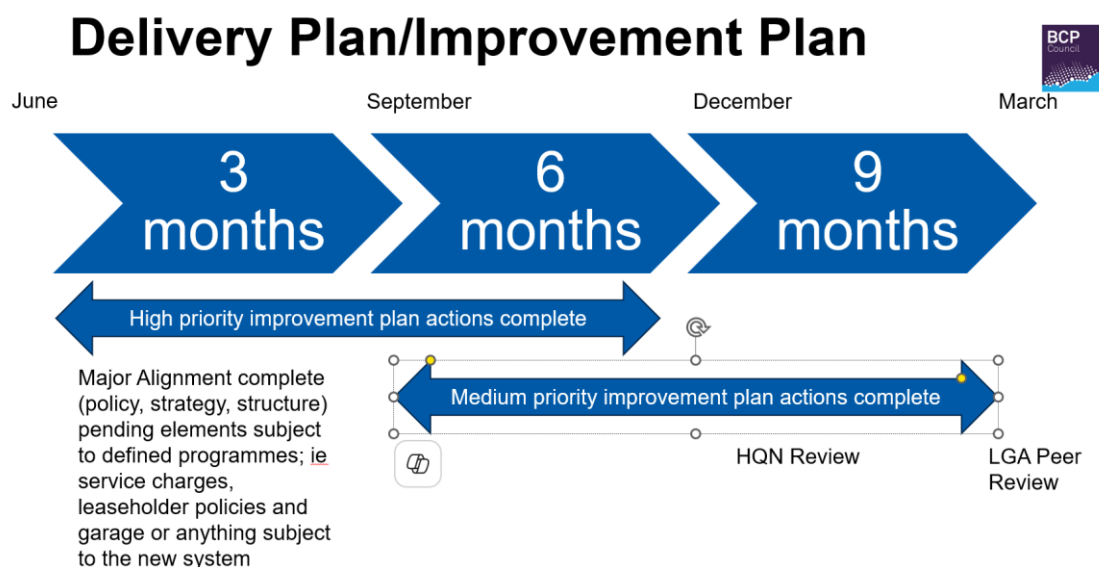 Delivery Plan/Improvement Plan
BCP
Council
June
September
December
March
3
months
6
months
9
months
High priority improvement plan actions complete
Medium priority improvement plan actions complete
Major Alignment complete
(policy, strategy, structure)
pending elements subject
to defined programmes; ie
service charges,
leaseholder policies and
garage or anything subject
to the new system
HQN Review
LGA Peer
Review